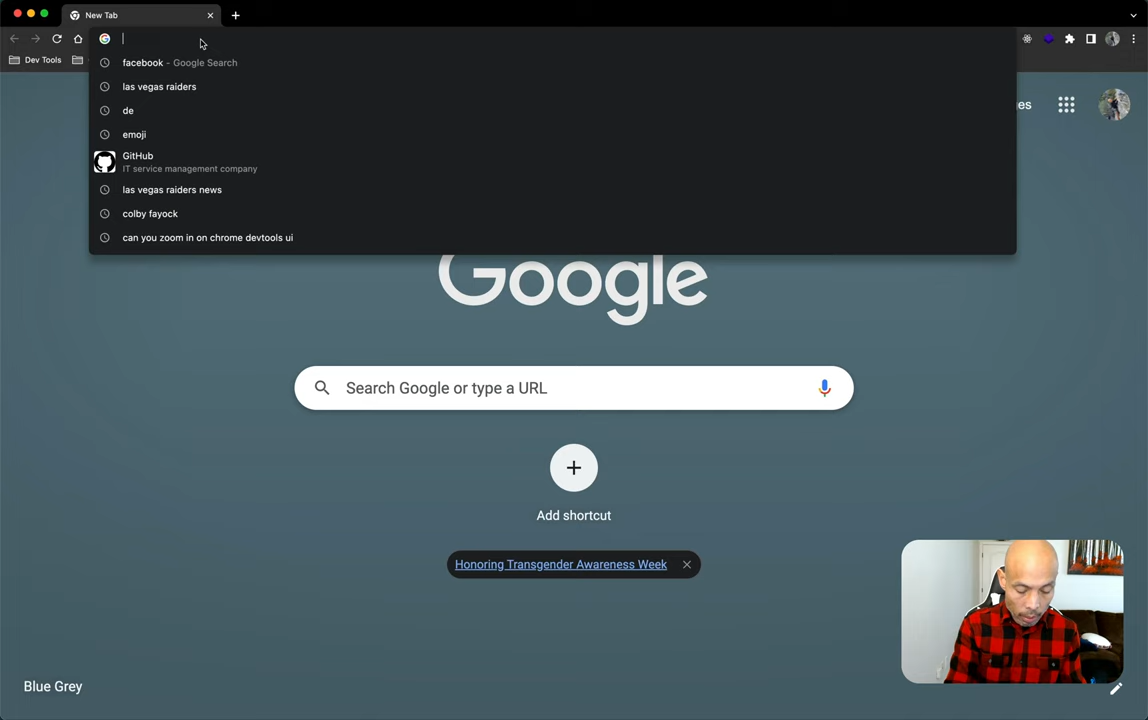 New Tab
Dev Tools
facebook - Google Search
las vegas raiders
de
emoji
GitHub
IT service management company
las vegas raiders news
colby fayock
can you zoom in on chrome devtools ui
es
Google
Search Google or type a URL
Add shortcut
Honoring Transgender Awareness Week
Blue Grey